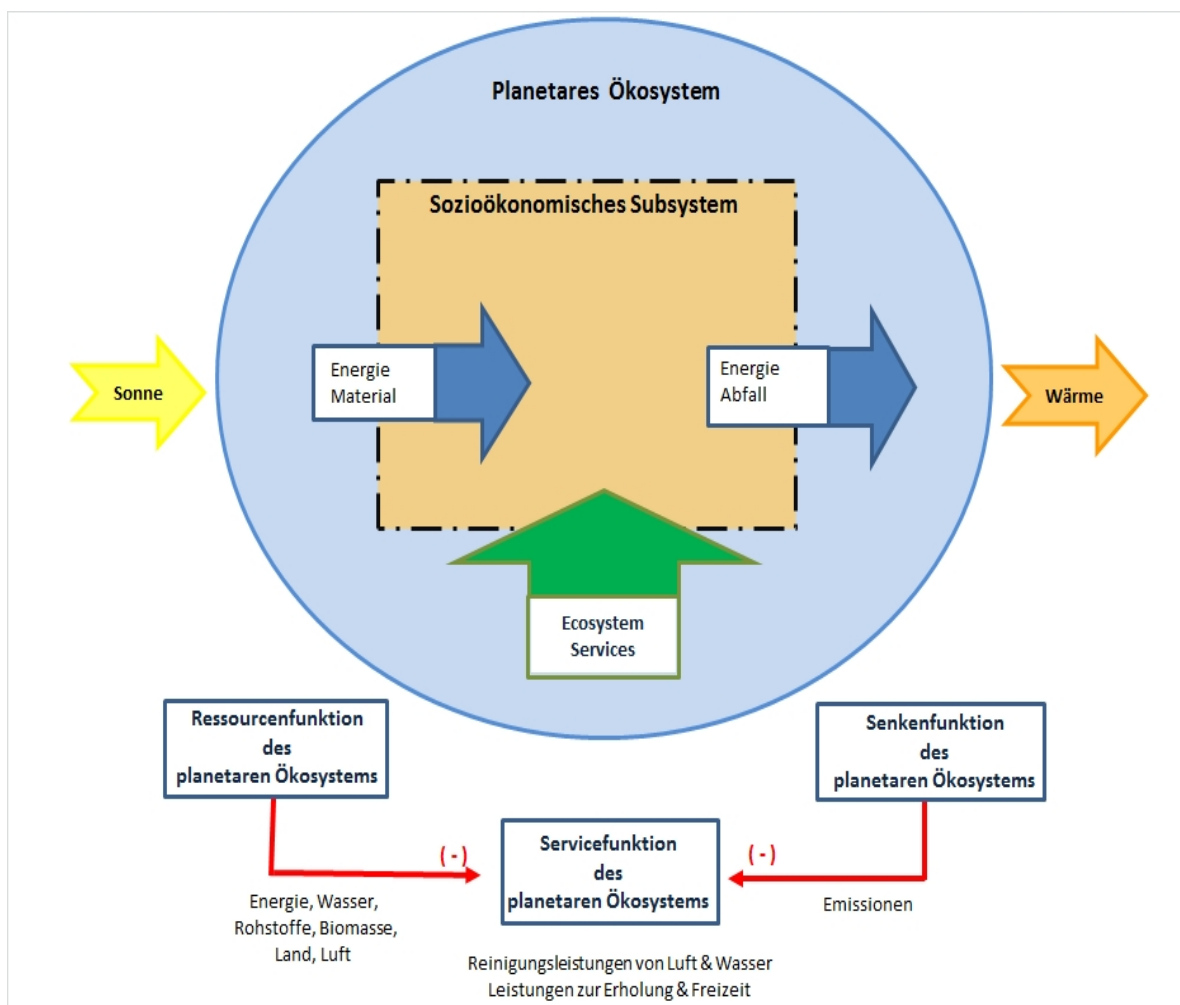 Planetares Ökosystem
Sozioökonomisches Subsystem
Sonne
Energie
Material
Energie
Abfall
Wärme
Ecosystem
Services
Ressourcenfunktion
des
planetaren Ökosystems
Senkenfunktion
des
planetaren Ökosystems
( - )
Servicefunktion
des
planetaren Ökosystems
( - )
Energie, Wasser,
Rohstoffe, Biomasse,
Land, Luft
Emissionen
Reinigungsleistungen von Luft & Wasser
Leistungen zur Erholung & Freizeit